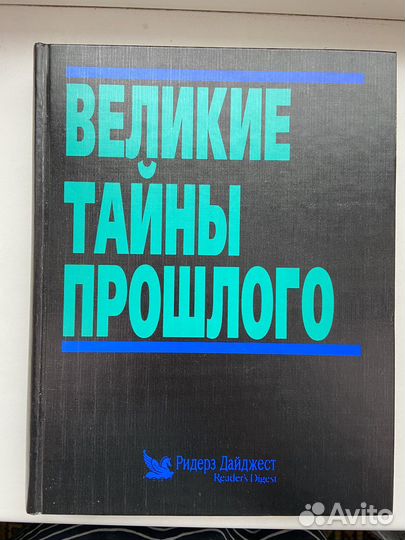 ВЕЛИКИЕ
ТАЙНЫ
ПРОШЛОГО
Ридерз Дайджест
Reader's Digest
Avito